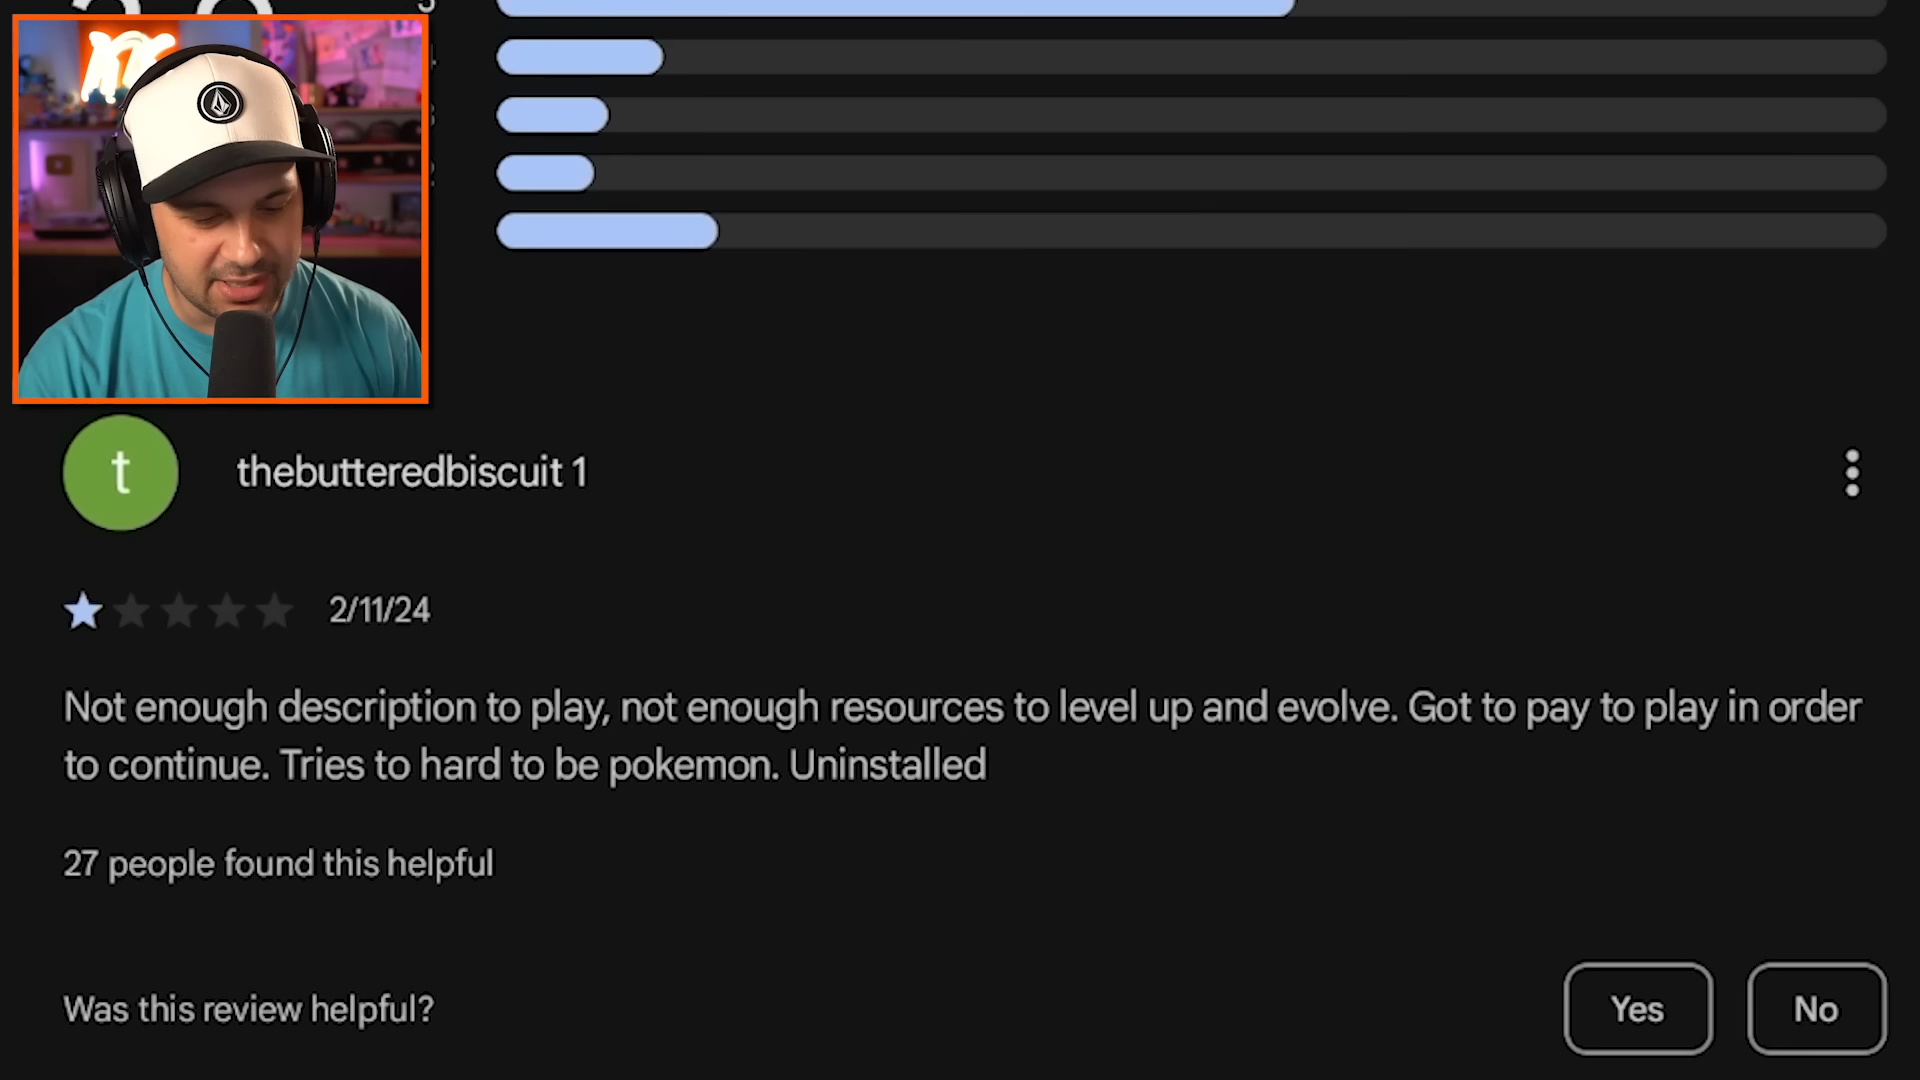 thebutteredbiscuit 1
2/11/24
Not enough description to play, not enough resources to level up and evolve. Got to pay to play in order
to continue. Tries to hard to be pokemon. Uninstalled
27 people found this helpful
Was this review helpful?
Yes
No
t